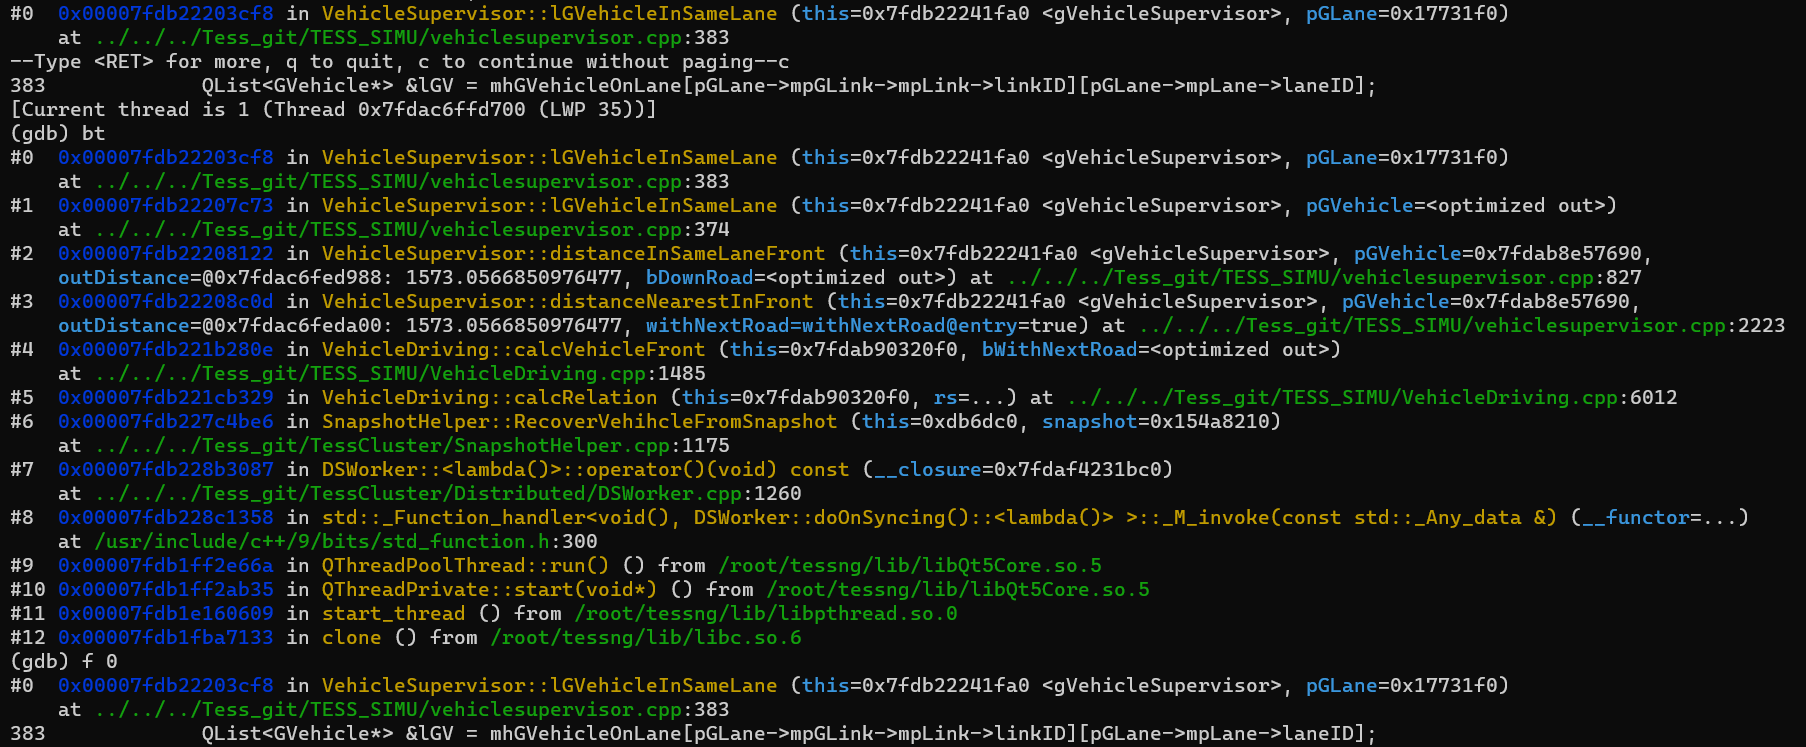 #0  0x00007fdb22203cf8 in VehicleSupervisor::lGVehicleInSameLane (this=0x7fdb22241fa0 <gVehicleSupervisor>, pGLane=0x17731f0)
    at ../../../Tess_git/TESS_SIMU/vehiclesupervisor.cpp:383
--Type <RET> for more, q to quit, c to continue without paging--c
383             QList<GVehicle*> &lGV = mhGVehicleOnLane[pGLane->mpGLink->mpLink->linkID][pGLane->mpLane->laneID];
[Current thread is 1 (Thread 0x7fdac6ffd700 (LWP 35))]
(gdb) bt
#0  0x00007fdb22203cf8 in VehicleSupervisor::lGVehicleInSameLane (this=0x7fdb22241fa0 <gVehicleSupervisor>, pGLane=0x17731f0)
    at ../../../Tess_git/TESS_SIMU/vehiclesupervisor.cpp:383
#1  0x00007fdb22207c73 in VehicleSupervisor::lGVehicleInSameLane (this=0x7fdb22241fa0 <gVehicleSupervisor>, pGVehicle=<optimized out>)
    at ../../../Tess_git/TESS_SIMU/vehiclesupervisor.cpp:374
#2  0x00007fdb22208122 in VehicleSupervisor::distanceInSameLaneFront (this=0x7fdb22241fa0 <gVehicleSupervisor>, pGVehicle=0x7fdab8e57690,
    outDistance=@0x7fdac6fed988: 1573.0566850976477, bDownRoad=<optimized out>) at ../../../Tess_git/TESS_SIMU/vehiclesupervisor.cpp:827
#3  0x00007fdb22208c0d in VehicleSupervisor::distanceNearestInFront (this=0x7fdb22241fa0 <gVehicleSupervisor>, pGVehicle=0x7fdab8e57690,
    outDistance=@0x7fdac6feda00: 1573.0566850976477, withNextRoad=withNextRoad@entry=true) at ../../../Tess_git/TESS_SIMU/vehiclesupervisor.cpp:2223
#4  0x00007fdb221b280e in VehicleDriving::calcVehicleFront (this=0x7fdab90320f0, bWithNextRoad=<optimized out>)
    at ../../../Tess_git/TESS_SIMU/VehicleDriving.cpp:1485
#5  0x00007fdb221cb329 in VehicleDriving::calcRelation (this=0x7fdab90320f0, rs=...) at ../../../Tess_git/TESS_SIMU/VehicleDriving.cpp:6012
#6  0x00007fdb227c4be6 in SnapshotHelper::RecoverVehihcleFromSnapshot (this=0xdb6dc0, snapshot=0x154a8210)
    at ../../../Tess_git/TessCluster/SnapshotHelper.cpp:1175
#7  0x00007fdb228b3087 in DSWorker::<lambda()>::operator()(void) const (__closure=0x7fdaf4231bc0)
    at ../../../Tess_git/TessCluster/Distributed/DSWorker.cpp:1260
#8  0x00007fdb228c1358 in std::_Function_handler<void(), DSWorker::doOnSyncing()::<lambda()> >::_M_invoke(const std::_Any_data &) (__functor=...)
    at /usr/include/c++/9/bits/std_function.h:300
#9  0x00007fdb1ff2e66a in QThreadPoolThread::run() () from /root/tessng/lib/libQt5Core.so.5
#10 0x00007fdb1ff2ab35 in QThreadPrivate::start(void*) () from /root/tessng/lib/libQt5Core.so.5
#11 0x00007fdb1e160609 in start_thread () from /root/tessng/lib/libpthread.so.0
#12 0x00007fdb1fba7133 in clone () from /root/tessng/lib/libc.so.6
(gdb) f 0
#0  0x00007fdb22203cf8 in VehicleSupervisor::lGVehicleInSameLane (this=0x7fdb22241fa0 <gVehicleSupervisor>, pGLane=0x17731f0)
    at ../../../Tess_git/TESS_SIMU/vehiclesupervisor.cpp:383
383             QList<GVehicle*> &lGV = mhGVehicleOnLane[pGLane->mpGLink->mpLink->linkID][pGLane->mpLane->laneID];